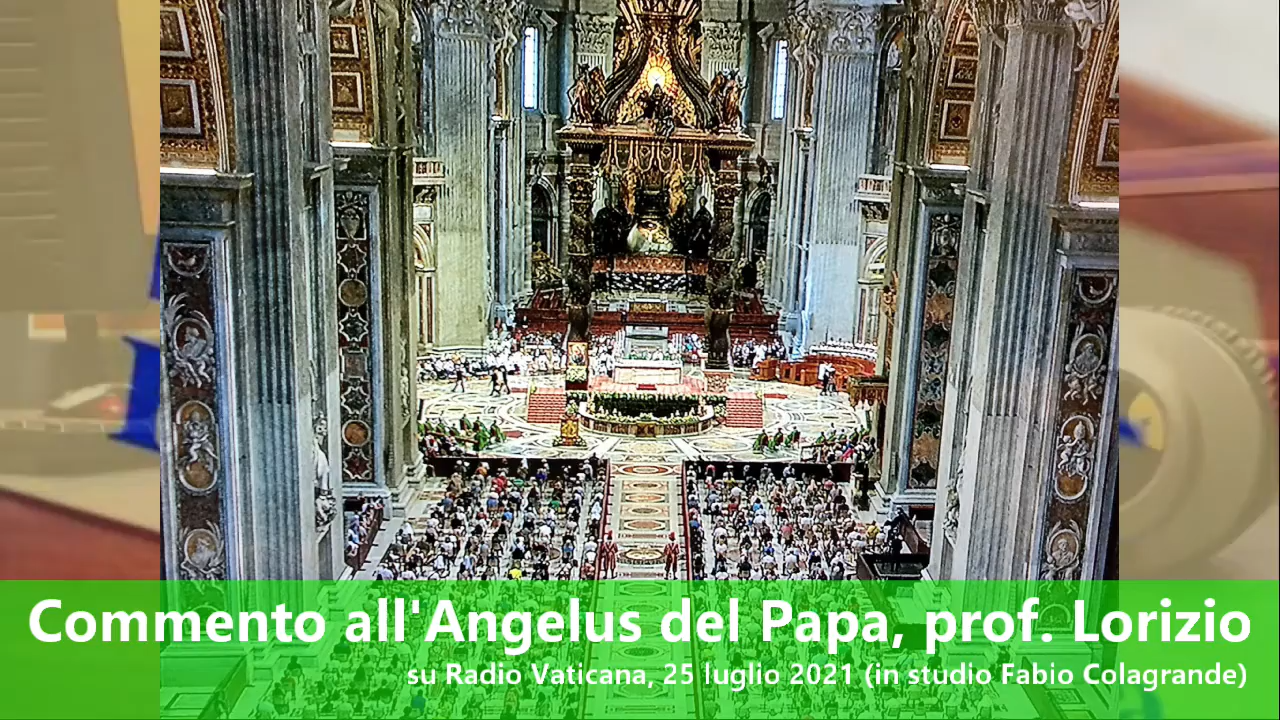 Commento all'Angelus del Papa, prof. Lorizio
su Radio Vaticana, 25 luglio 2021 (in studio Fabio Colagrande)